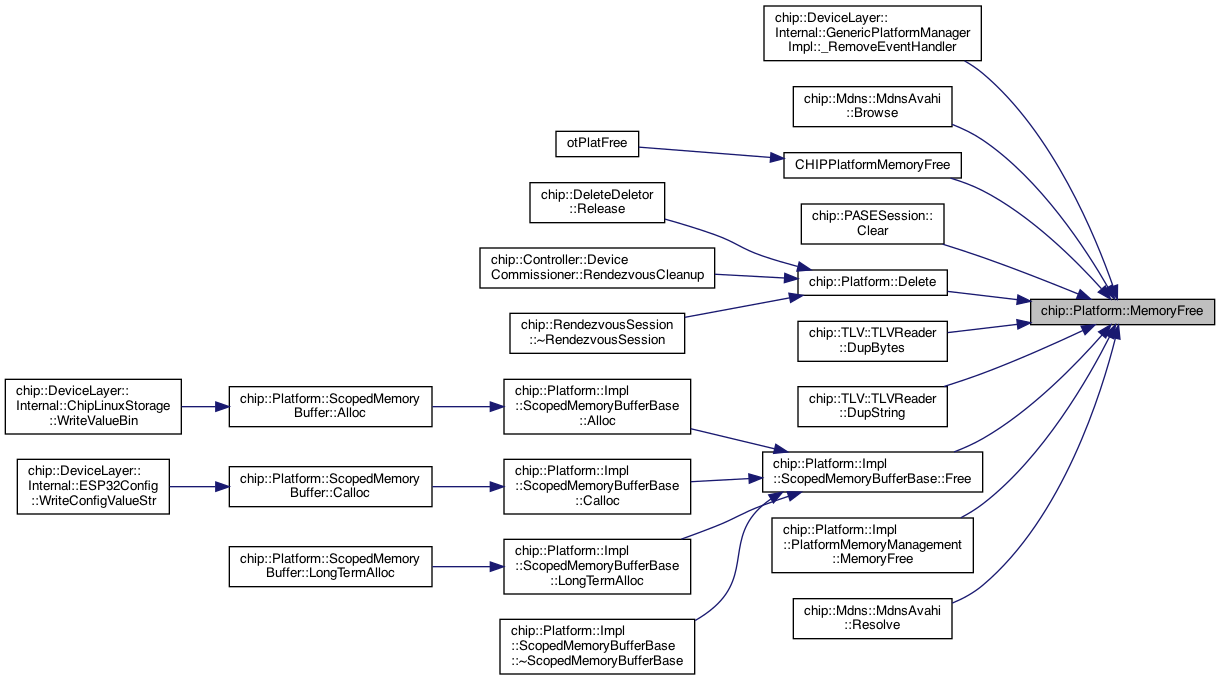 chip::DeviceLayer::
Internal::GenericPlatformManager
Impl::_RemoveEventHandler
chip::Mdns::MdnsAvahi
::Browse
otPlatFree
CHIPPlatformMemoryFree
chip::DeleteDeletor
::Release
chip::PASESession::
Clear
chip::Controller::Device
Commissioner::RendezvousCleanup
chip::Platform::Delete
chip::Platform::MemoryFree
chip::RendezvousSession
::~RendezvousSession
chip::TLV::TLVReader
::DupBytes
chip::DeviceLayer::
Internal::ChipLinuxStorage
::WriteValueBin
chip::Platform::ScopedMemory
Buffer::Alloc
chip::Platform::Impl
::ScopedMemoryBufferBase
::Alloc
chip::TLV::TLVReader
::DupString
chip::DeviceLayer::
Internal::ESP32Config
::WriteConfigValueStr
chip::Platform::ScopedMemory
Buffer::Calloc
chip::Platform::Impl
::ScopedMemoryBufferBase
::Calloc
chip::Platform::Impl
::ScopedMemoryBufferBase::Free
chip::Platform::ScopedMemory
Buffer::LongTermAlloc
chip::Platform::Impl
::ScopedMemoryBufferBase
::LongTermAlloc
chip::Platform::Impl
::PlatformMemoryManagement
::MemoryFree
chip::Platform::Impl
::ScopedMemoryBufferBase
::~ScopedMemoryBufferBase
chip::Mdns::MdnsAvahi
::Resolve